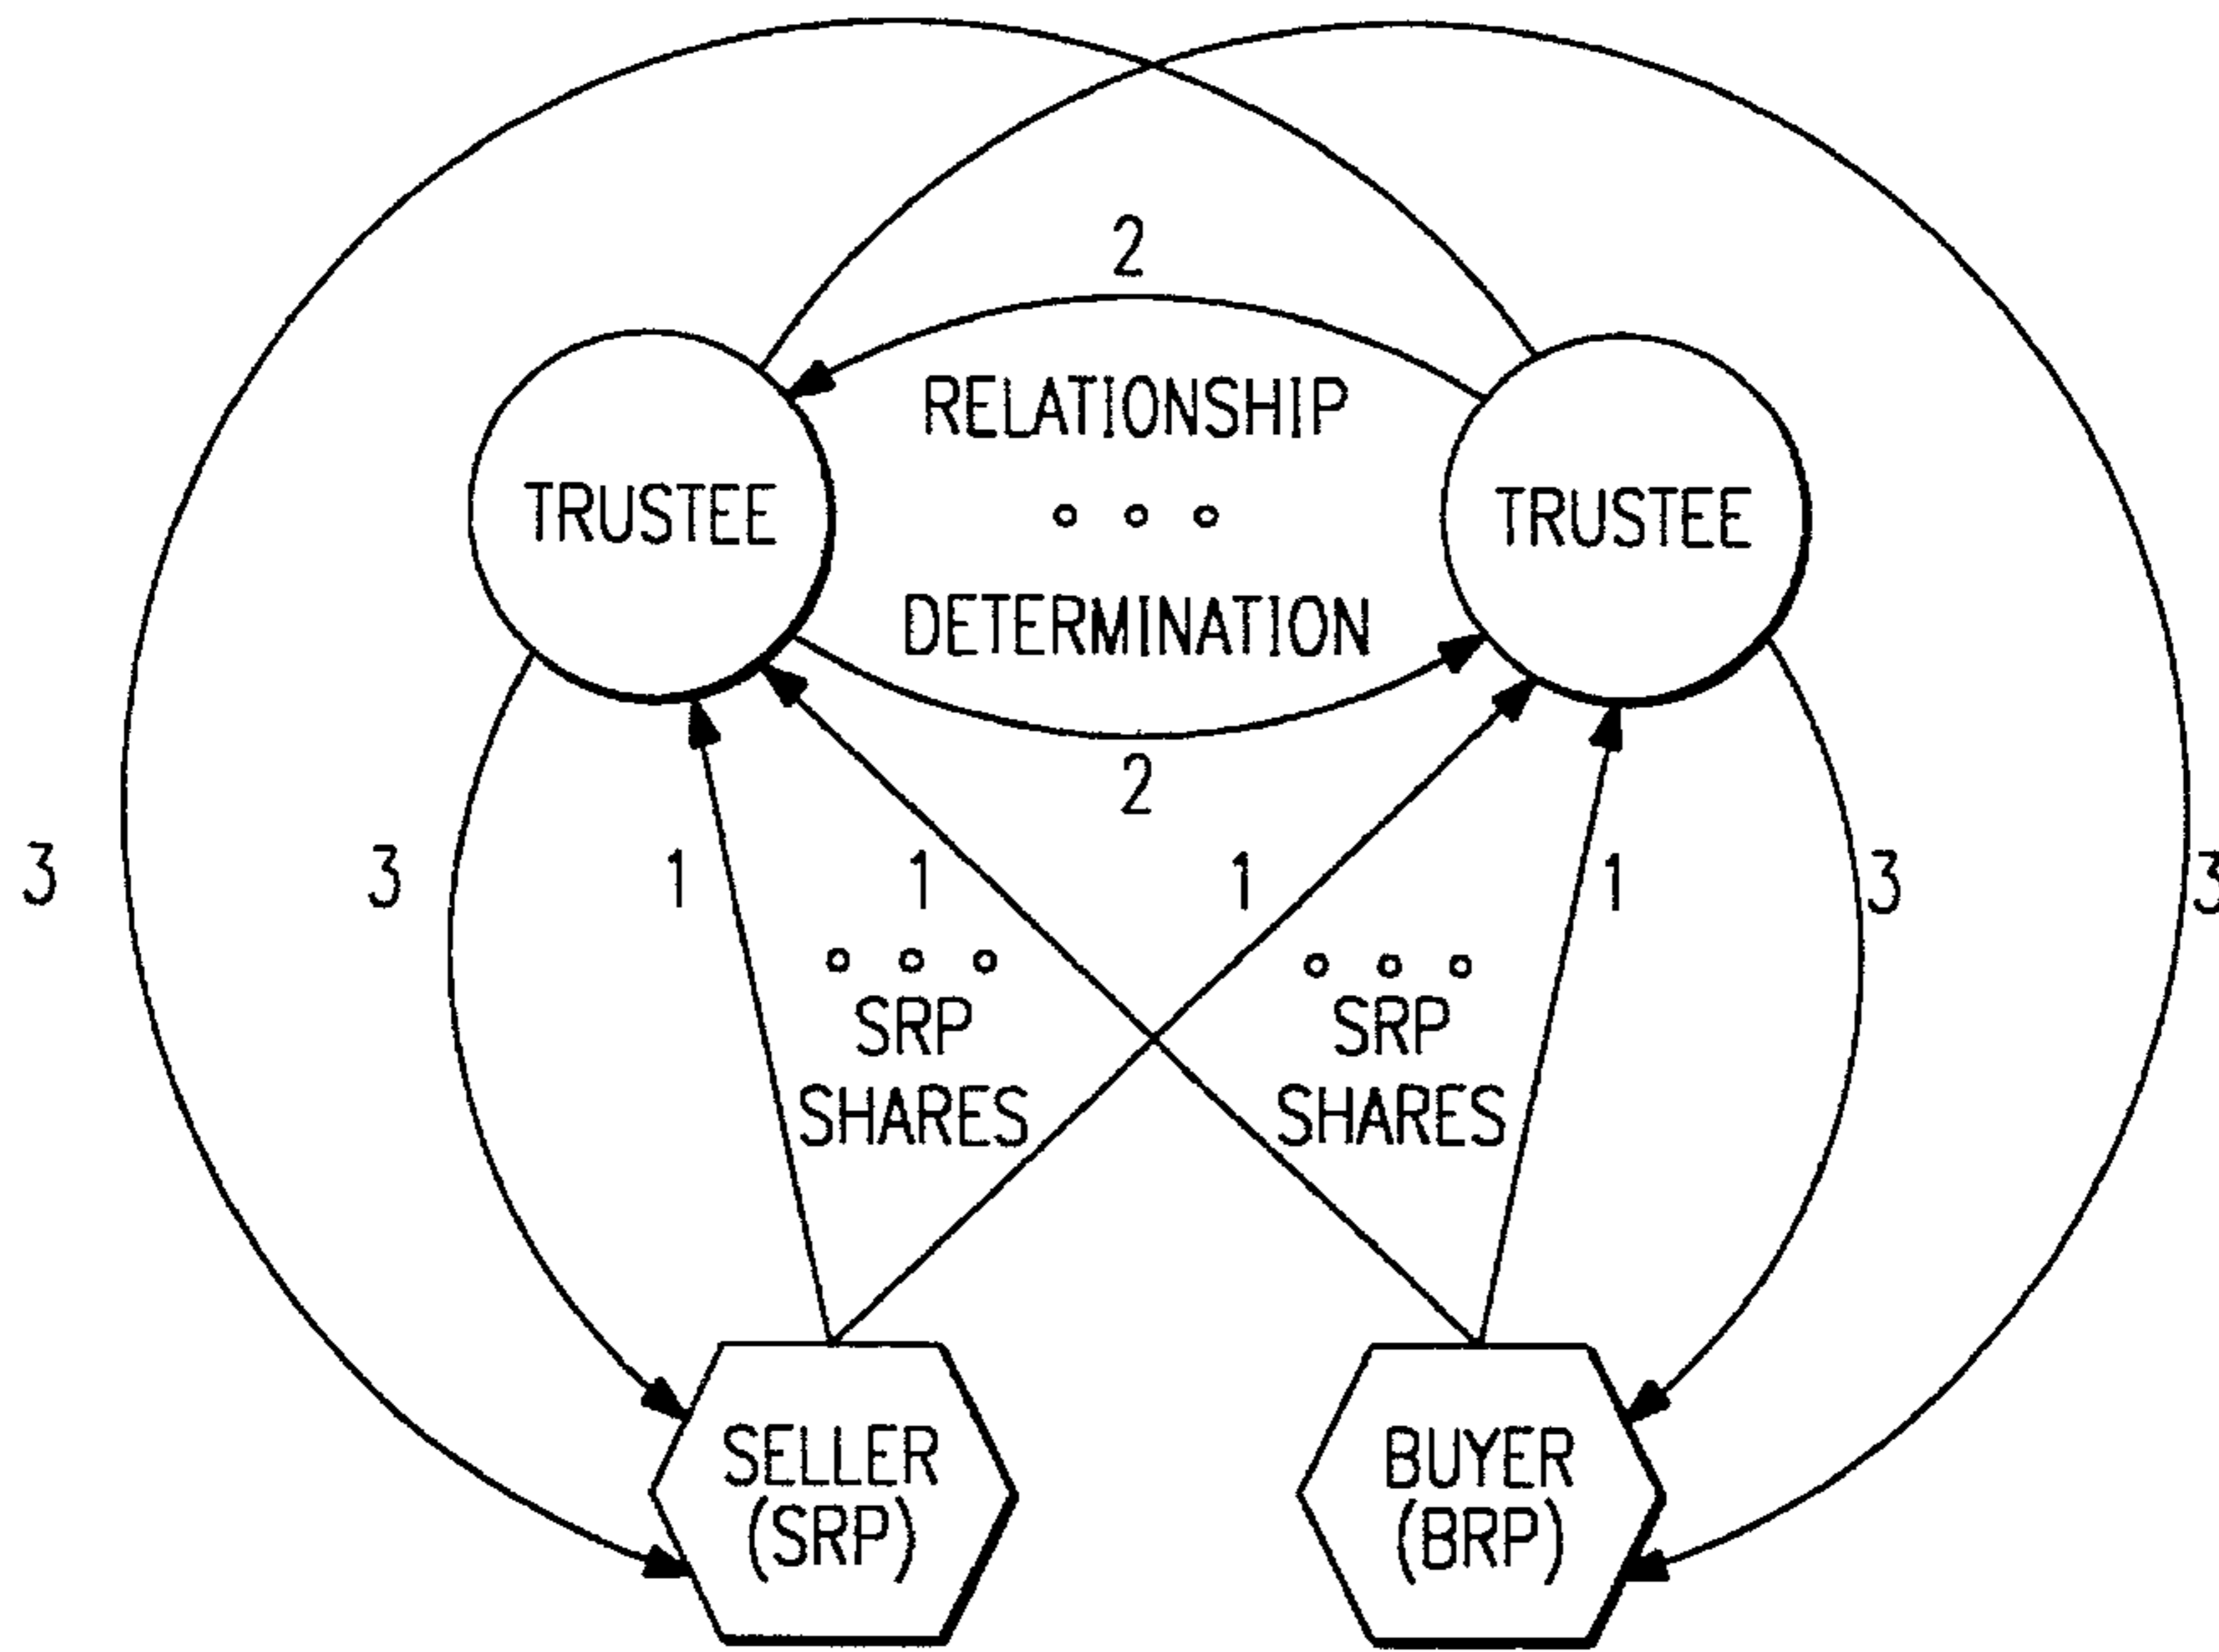 2
RELATIONSHIP
TRUSTEE
TRUSTEE
DETERMINATION
2
3
3
1
1
1
1
3
3
SRP
SHARES
SRP
SHARES
SELLER
(SRP)
BUYER
(BRP)